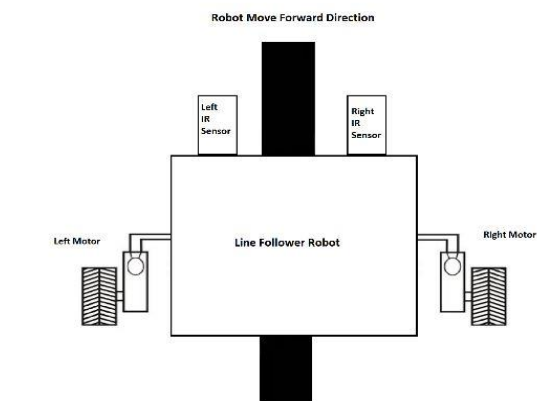 Robot Move Forward Direction
Left
IR
Sensor
Right
IR
Sensor
Left Motor
Line Follower Robot
Right Motor